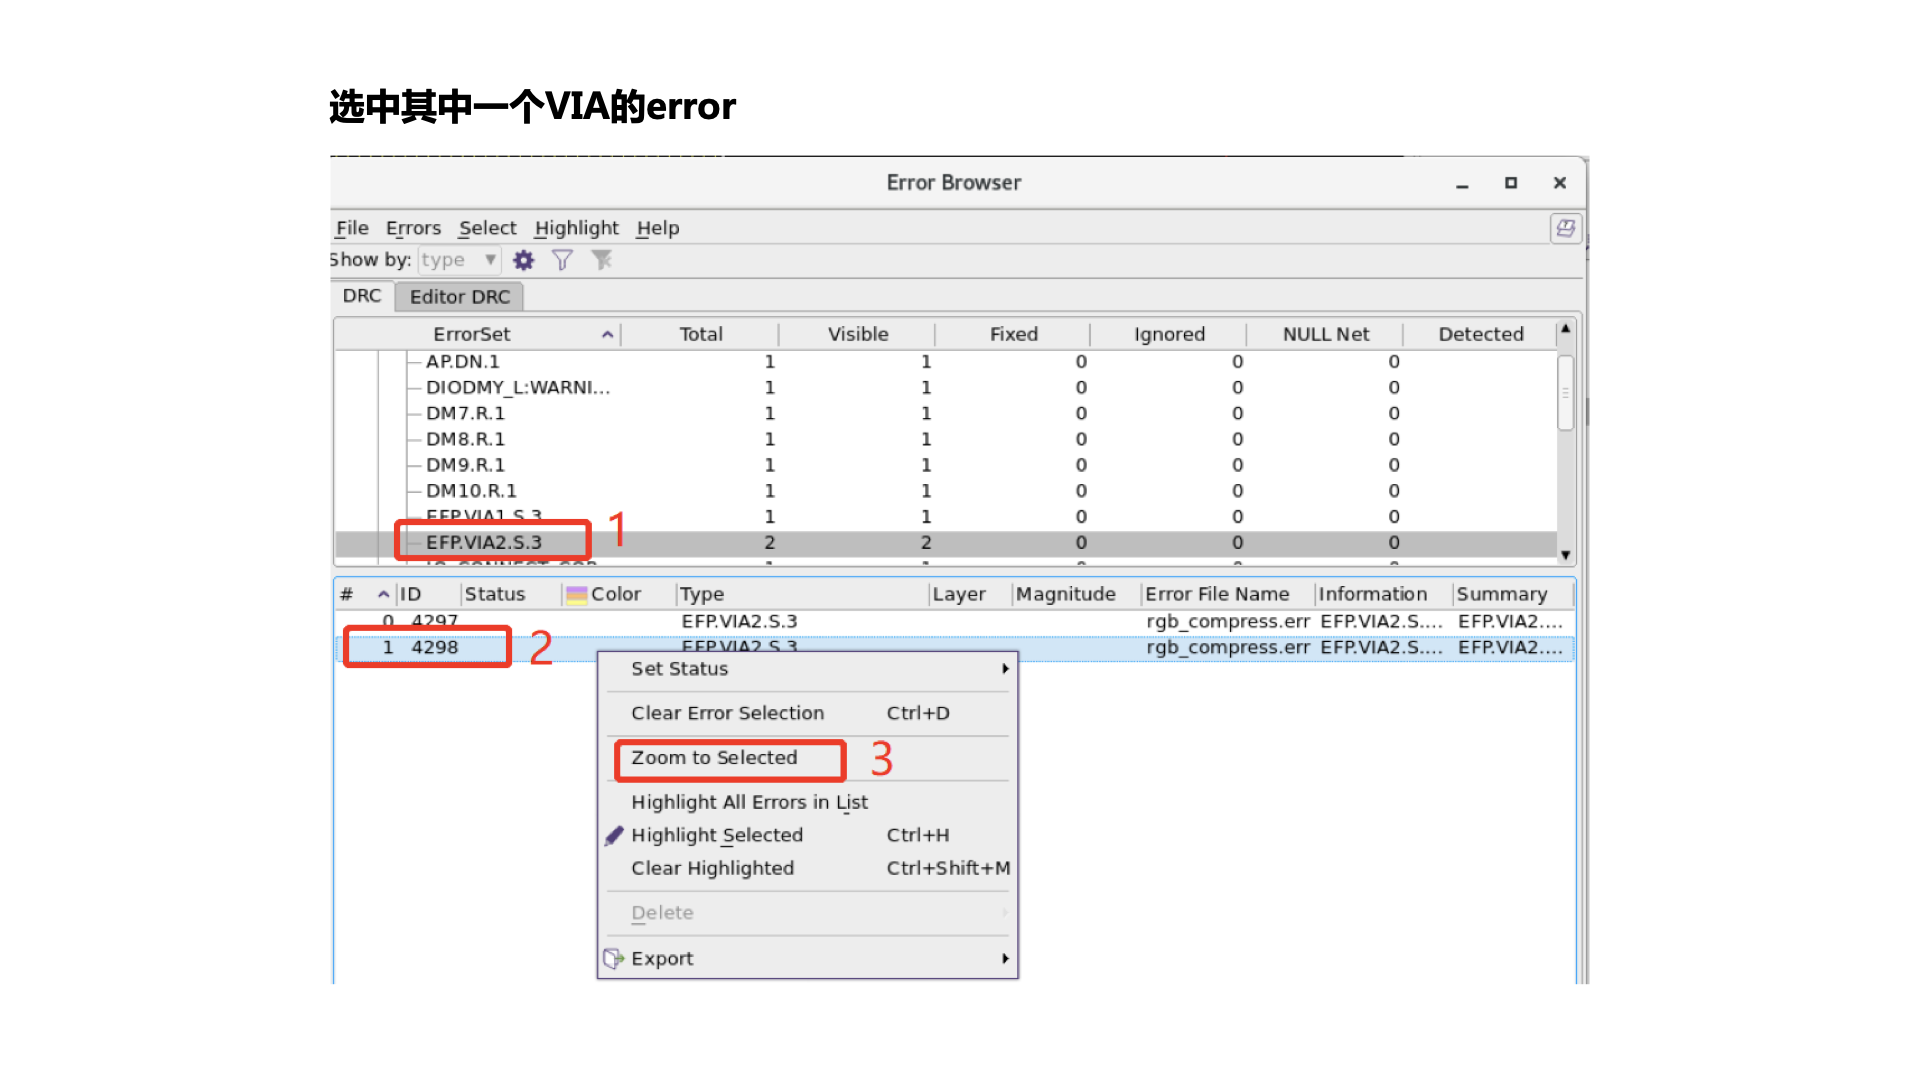 选中其中一个VIA的error
Error Browser
File Errors Select Highlight Help
Show by: type
DRC Editor DRC
ErrorSet Total Visible Fixed Ignored NULL Net Detected
AP.DN.1 1 1 0 0 0
DIODMY_L:WARNI... 1 1 0 0 0
DM7.R.1 1 1 0 0 0
DM8.R.1 1 1 0 0 0
DM9.R.1 1 1 0 0 0
DM10.R.1 1 1 0 0 0
EFP.VIA1.S.3 1 1 0 0 0
EFP.VIA2.S.3 2 2 0 0 0
1
# ID Status Color Type Layer Magnitude Error File Name Information Summary
0 4297 EFP.VIA2.S.3 rgb_compress.err EFP.VIA2.S.... EFP.VIA2....
1 4298 EFP.VIA2.S.3 rgb_compress.err EFP.VIA2.S.... EFP.VIA2....
2
Set Status
Clear Error Selection Ctrl+D
Zoom to Selected
3
Highlight All Errors in List
Highlight Selected Ctrl+H
Clear Highlighted Ctrl+Shift+M
Delete
Export